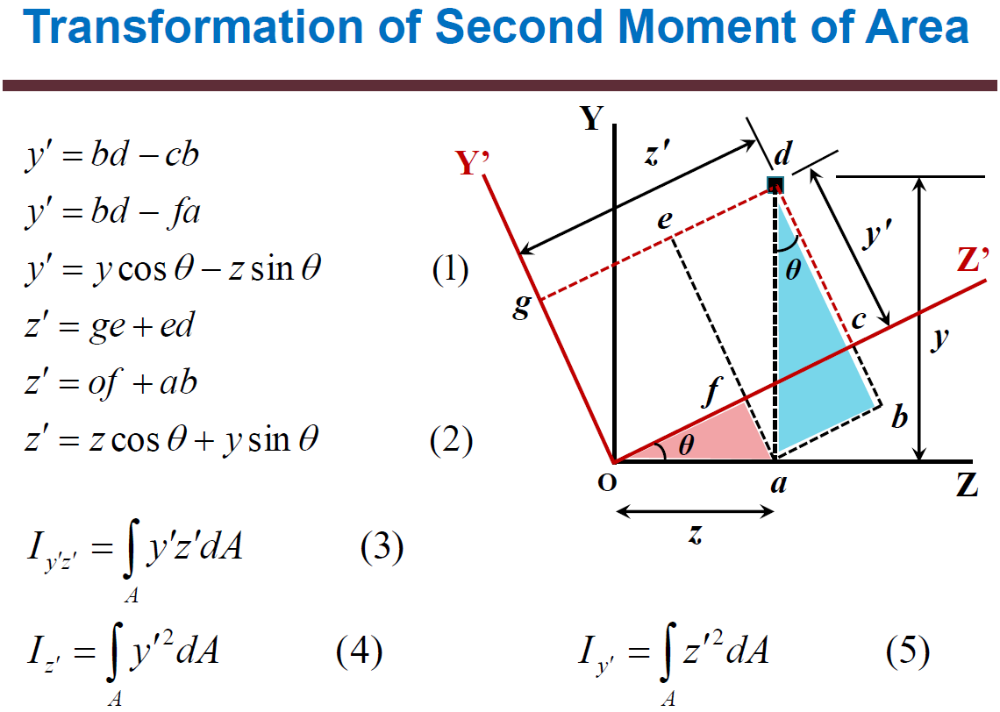 Transformation of Second Moment of Area
y′ = bd − cb
y′ = bd − fa
y′ = y cos θ − z sin θ (1)
z′ = ge + ed
z′ = of + ab
z′ = z cos θ + y sin θ (2)
I_{y′z′} = ∫_A y′z′dA (3)
I_{z′} = ∫_A y′²dA (4)
I_{y′} = ∫_A z′²dA (5)
Y
Y’
z′
d
e
y′
θ
Z’
g
c
y
f
b
θ
O
a
Z
z